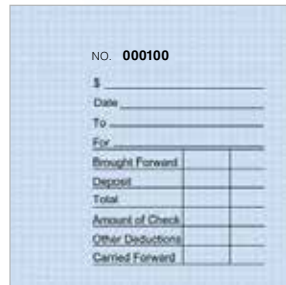 NO. 000100
$
Date
To
For
Brought Forward
Deposit
Total
Amount of Check
Other Deductions
Carried Forward